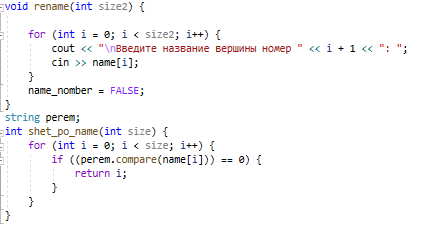 void rename(int size2) {
for (int i = 0; i < size2; i++) {
cout << "\nВведите название вершины номер " << i + 1 << ": ";
cin >> name[i];
}
name_nomber = FALSE;
}
string perem;
int shet_po_name(int size) {
for (int i = 0; i < size; i++) {
if ((perem.compare(name[i])) == 0) {
return i;
}
}
}